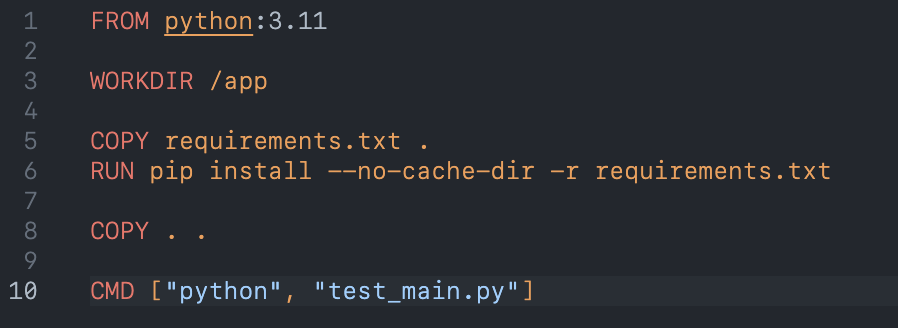 1 FROM python:3.11
2
3 WORKDIR /app
4
5 COPY requirements.txt .
6 RUN pip install --no-cache-dir -r requirements.txt
7
8 COPY . .
9
10 CMD ["python", "test_main.py"]